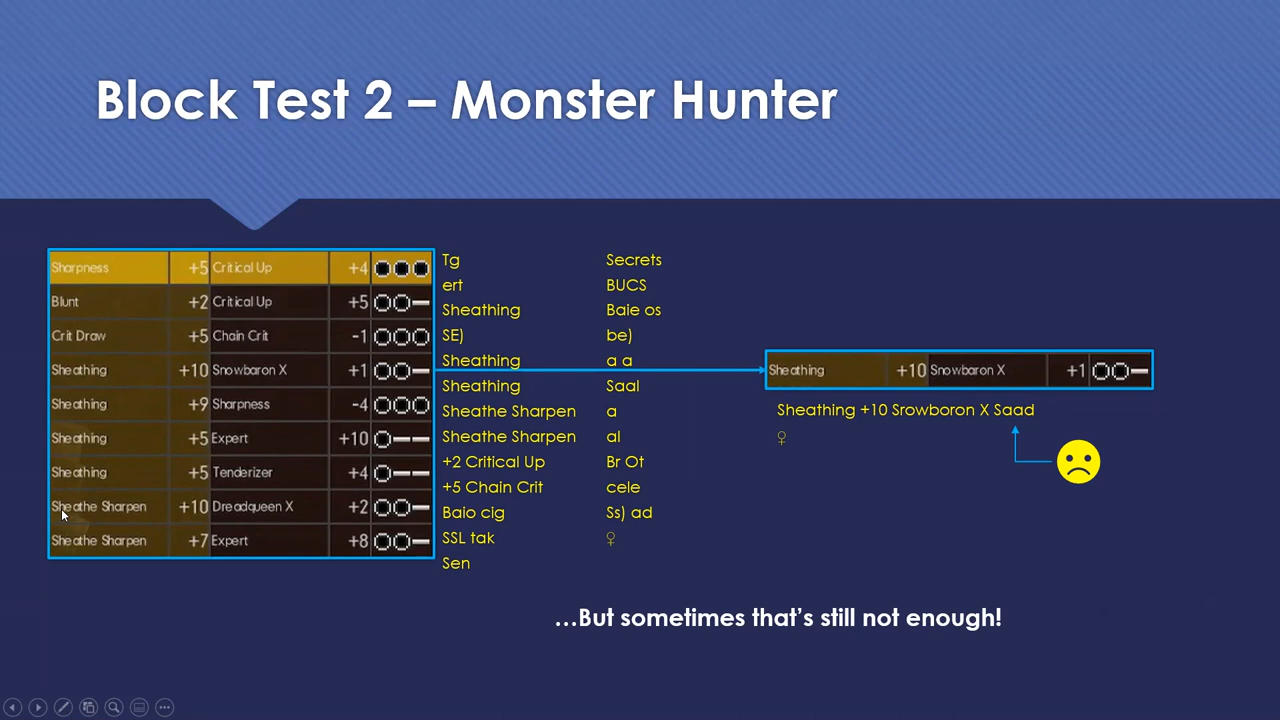 Block Test 2 – Monster Hunter
Sharpness +5 Critical Up +4
Blunt +2 Critical Up +5
Crit Draw +5 Chain Crit -1
Sheathing +10 Snowbaron X +1
Sheathing +9 Sharpness -4
Sheathing +5 Expert +10
Sheathing +5 Tenderizer +4
Sheathe Sharpen +10 Dreadqueen X +2
Sheathe Sharpen +7 Expert +8
Tg
ert
Sheathing
SE)
Sheathing
Sheathing
Sheathe Sharpen
Sheathe Sharpen
+2 Critical Up
+5 Chain Crit
Baio cig
SSL tak
Sen
Secrets
BUCS
Baie os
be)
a a
Saal
a
al
Br Ot
cele
Ss) ad
♀
Sheathing +10 Snowbaron X +1
Sheathing +10 Srowboron X Saad
♀
...But sometimes that's still not enough!